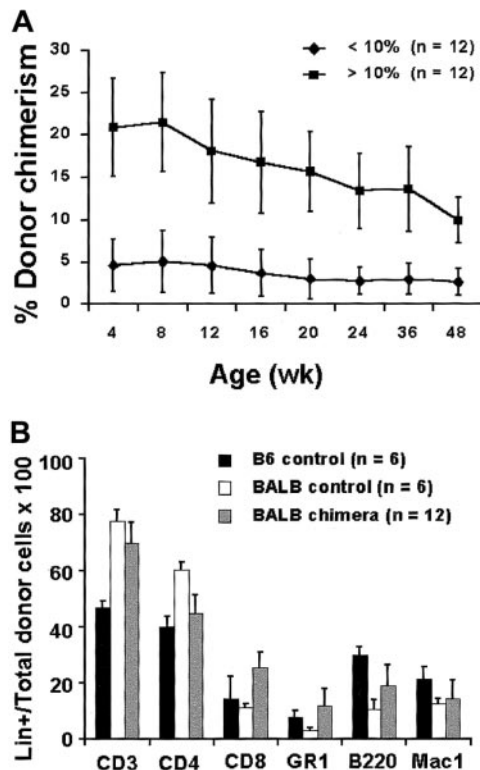 A
< 10% (n = 12)
> 10% (n = 12)
30
25
20
15
10
5
0
% Donor chimerism
4 8 12 16 20 24 36 48
Age (wk)
B
B6 control (n = 6)
BALB control (n = 6)
BALB chimera (n = 12)
80
60
40
20
0
Lin+/Total donor cells x 100
CD3 CD4 CD8 GR1 B220 Mac1